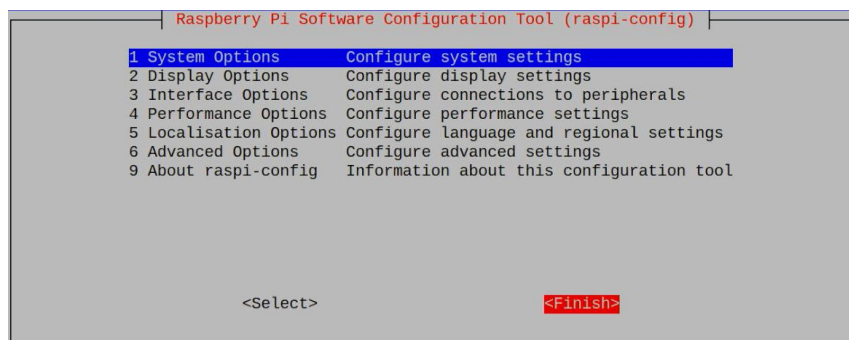 Raspberry Pi Software Configuration Tool (raspi-config)
1 System Options Configure system settings
2 Display Options Configure display settings
3 Interface Options Configure connections to peripherals
4 Performance Options Configure performance settings
5 Localisation Options Configure language and regional settings
6 Advanced Options Configure advanced settings
9 About raspi-config Information about this configuration tool
<Select> <Finish>